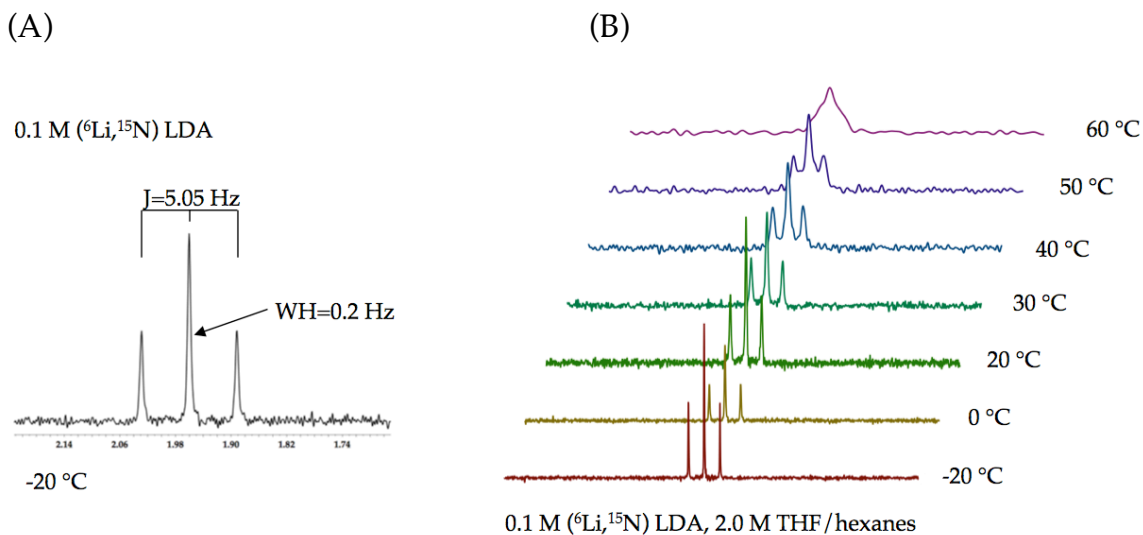 (A)
0.1 M (⁶Li,¹⁵N) LDA
J=5.05 Hz
WH=0.2 Hz
2.14 2.06 1.98 1.90 1.82 1.74
-20 °C
(B)
60 °C
50 °C
40 °C
30 °C
20 °C
0 °C
-20 °C
0.1 M (⁶Li,¹⁵N) LDA, 2.0 M THF/hexanes